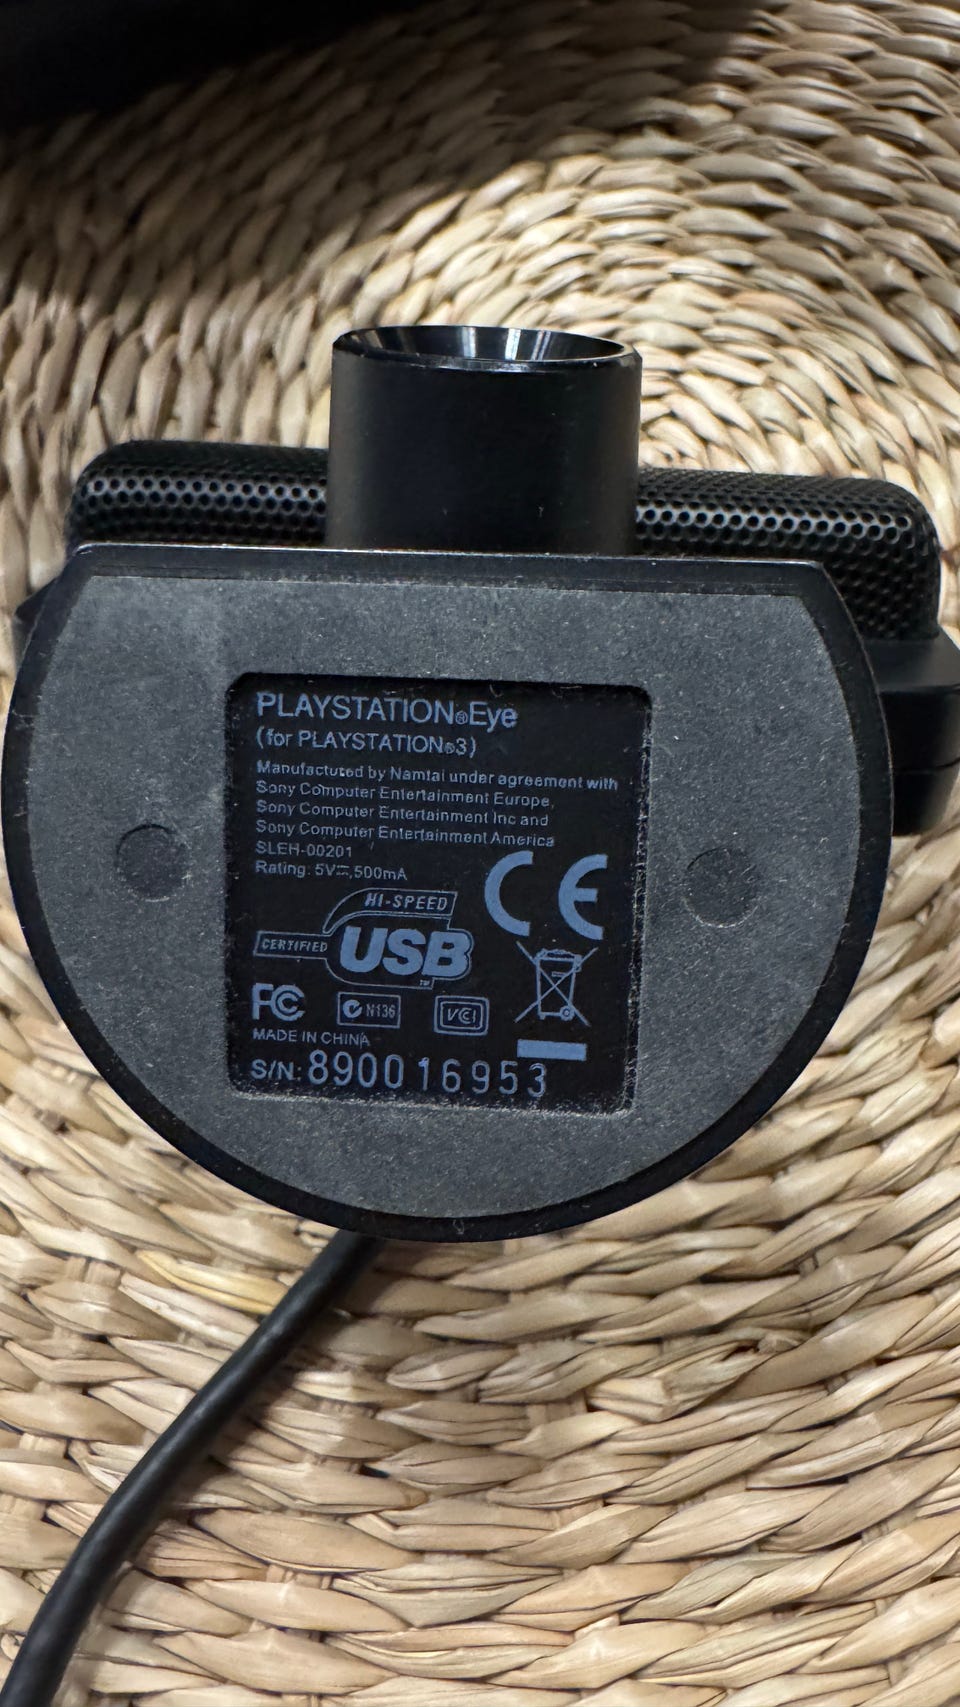 PLAYSTATION®Eye
(for PLAYSTATION®3)
Manufactured by Namtai under agreement with
Sony Computer Entertainment Europe,
Sony Computer Entertainment Inc and
Sony Computer Entertainment America
SLEH-00201
Rating: 5V⎓,500mA
CE
HI-SPEED
CERTIFIED USB™
FC N136 VCI
MADE IN CHINA
S/N: 890016953